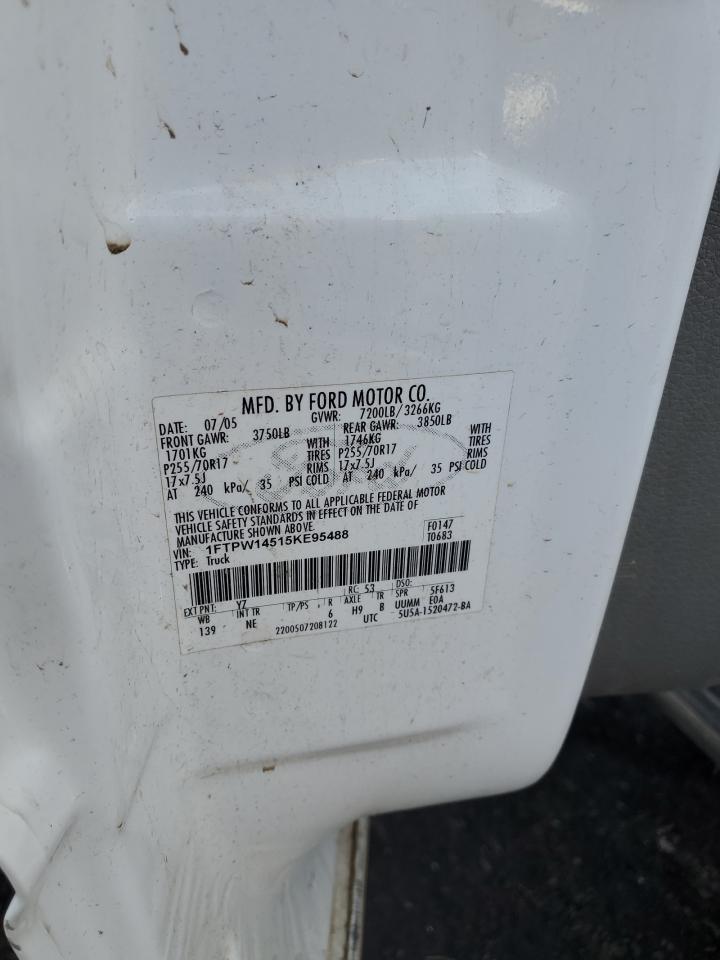 MFD. BY FORD MOTOR CO.
DATE: 07/05 GVWR: 7200LB/3266KG
FRONT GAWR: 3750LB REAR GAWR: 3850LB
1701KG WITH 1746KG WITH
P255/70R17 TIRES P255/70R17 TIRES
17x7.5J RIMS 17x7.5J RIMS
AT 240 kPa/ 35 PSI COLD AT 240 kPa/ 35 PSI COLD
THIS VEHICLE CONFORMS TO ALL APPLICABLE FEDERAL MOTOR
VEHICLE SAFETY STANDARDS IN EFFECT ON THE DATE OF
MANUFACTURE SHOWN ABOVE.
VIN: 1FTPW14515KE95488 F0147
TYPE: Truck T0683
EXT PNT: YZ RC: 53 DSO:
WB INT TR TP/PS R AXLE TR SPR 5F613
139 NE 6 H9 B UUMM EDA
2200507208122 UTC 5U5A-1520472-BA
Ford